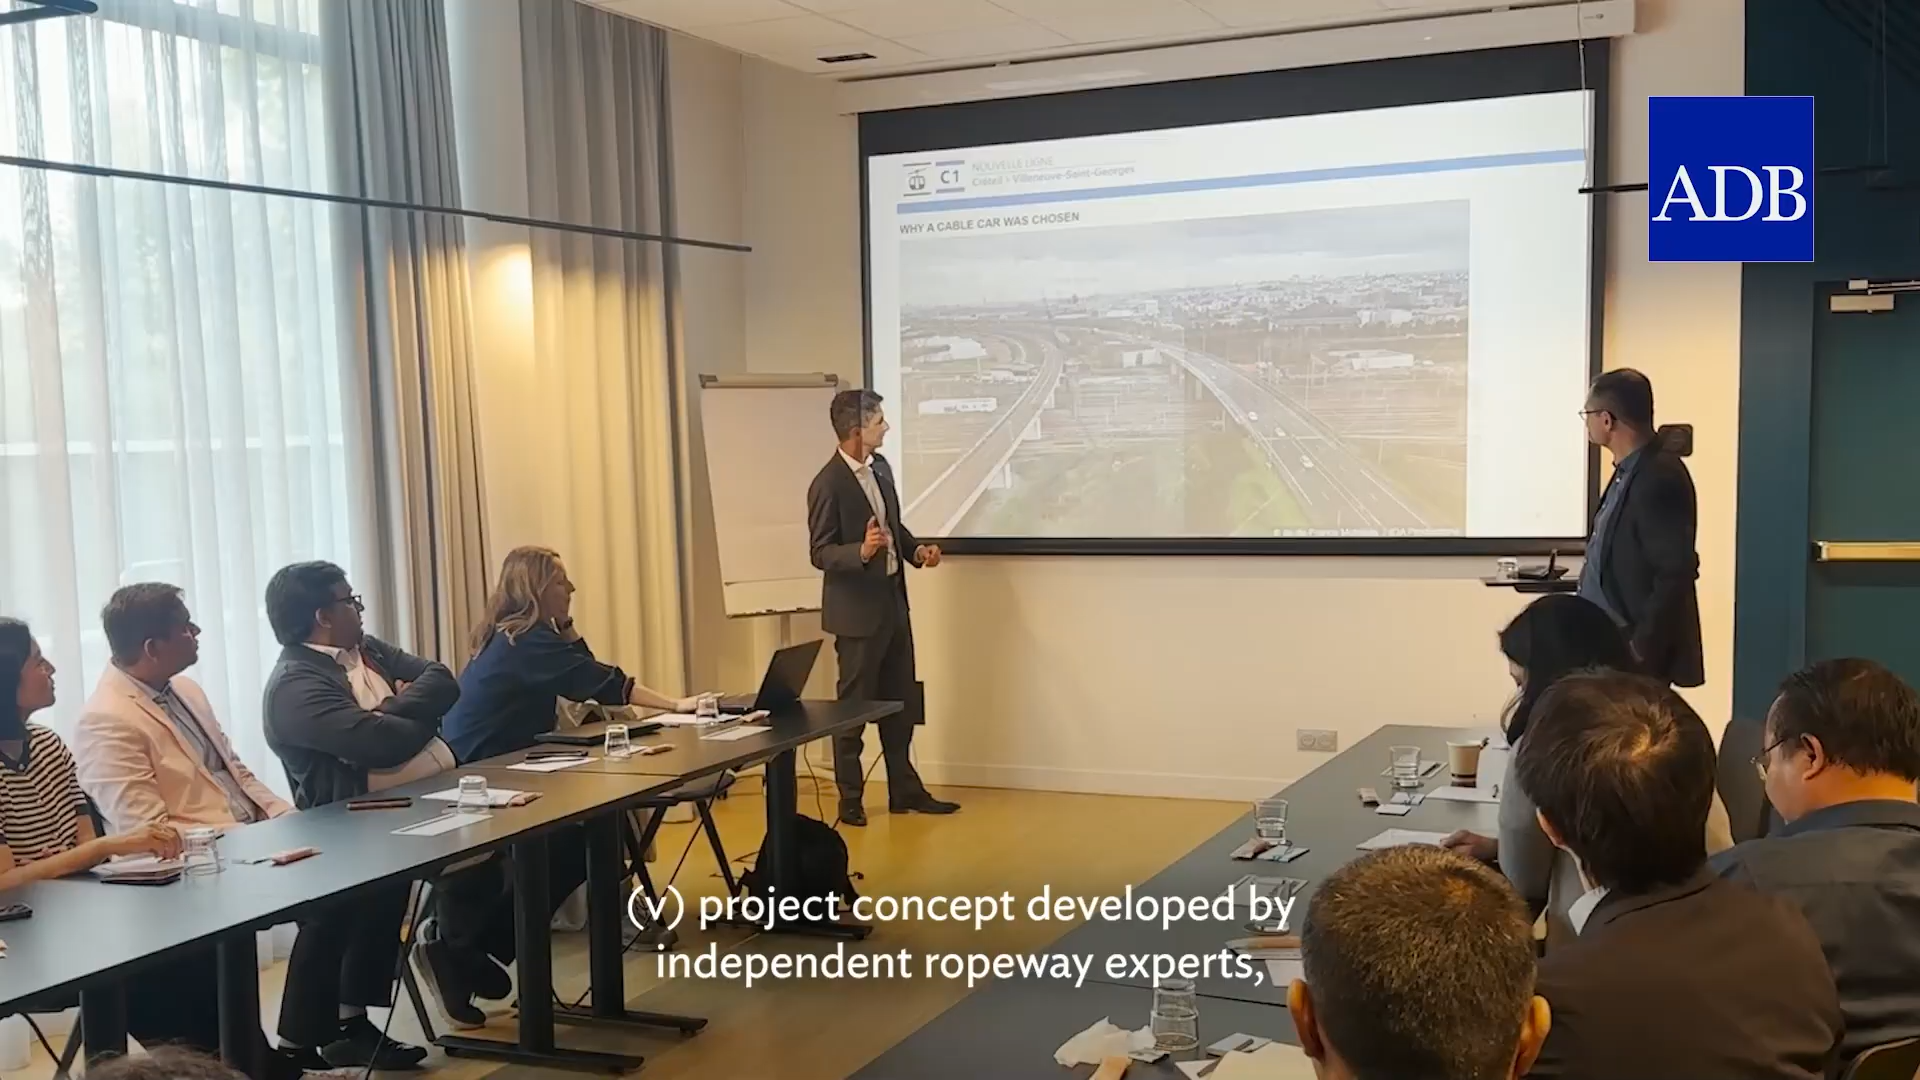 NOUVELLE LIGNE
C1
Créteil > Villeneuve-Saint-Georges
WHY A CABLE CAR WAS CHOSEN
ADB
(v) project concept developed by
independent ropeway experts,